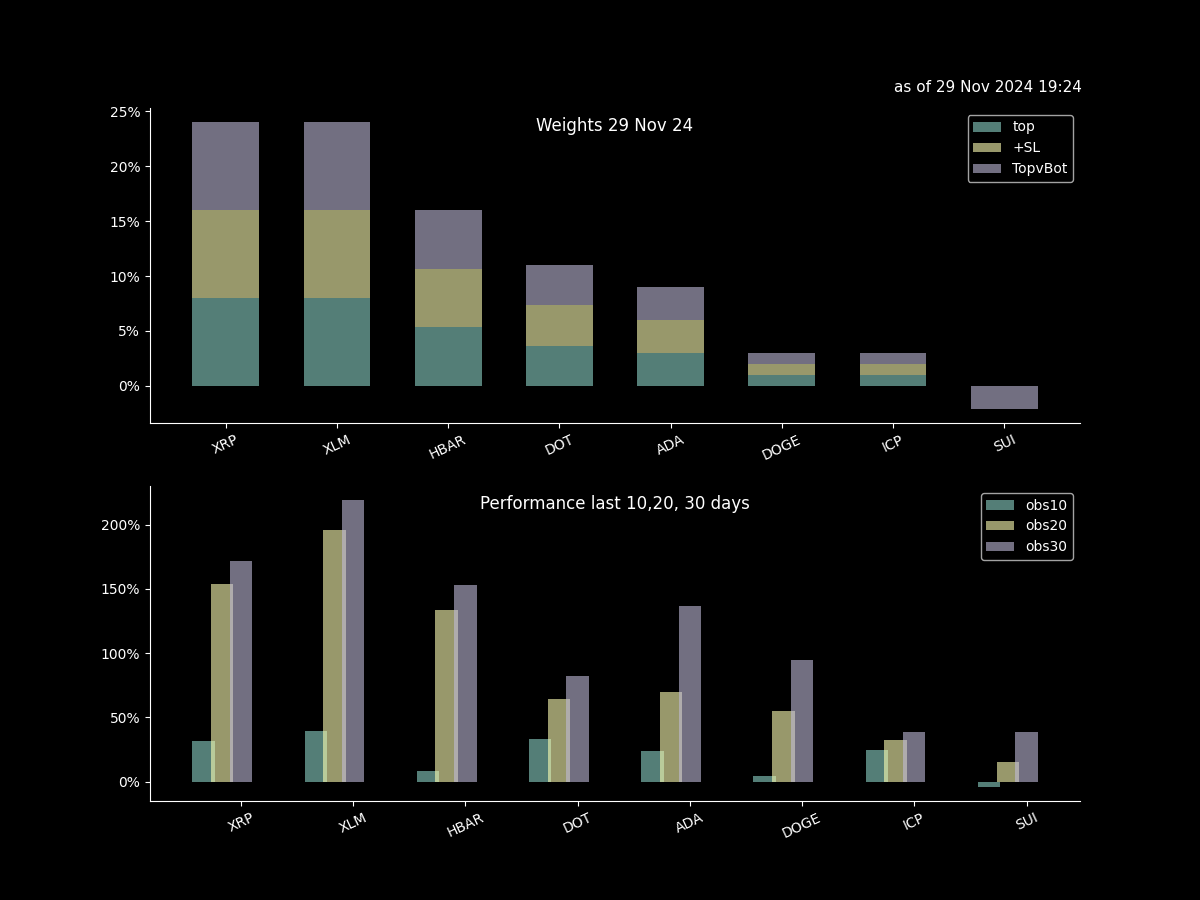 as of 29 Nov 2024 19:24
Weights 29 Nov 24
top
+SL
TopvBot
25%
20%
15%
10%
5%
0%
XRP XLM HBAR DOT ADA DOGE ICP SUI
Performance last 10,20, 30 days
obs10
obs20
obs30
200%
150%
100%
50%
0%
XRP XLM HBAR DOT ADA DOGE ICP SUI